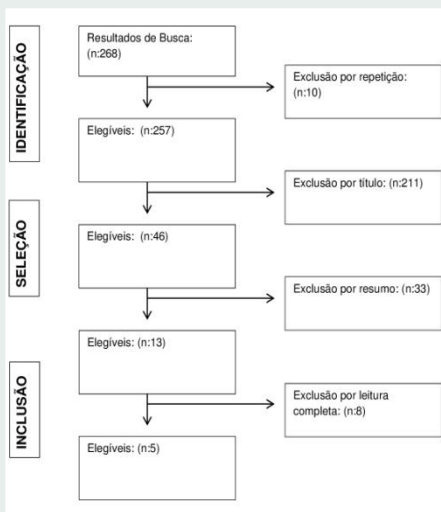 IDENTIFICAÇÃO
Resultados de Busca:
(n:268)
Exclusão por repetição:
(n:10)
Elegíveis: (n:257)
Exclusão por título: (n:211)
SELEÇÃO
Elegíveis: (n:46)
Exclusão por resumo: (n:33)
Elegíveis: (n:13)
INCLUSÃO
Exclusão por leitura
completa: (n:8)
Elegíveis: (n:5)